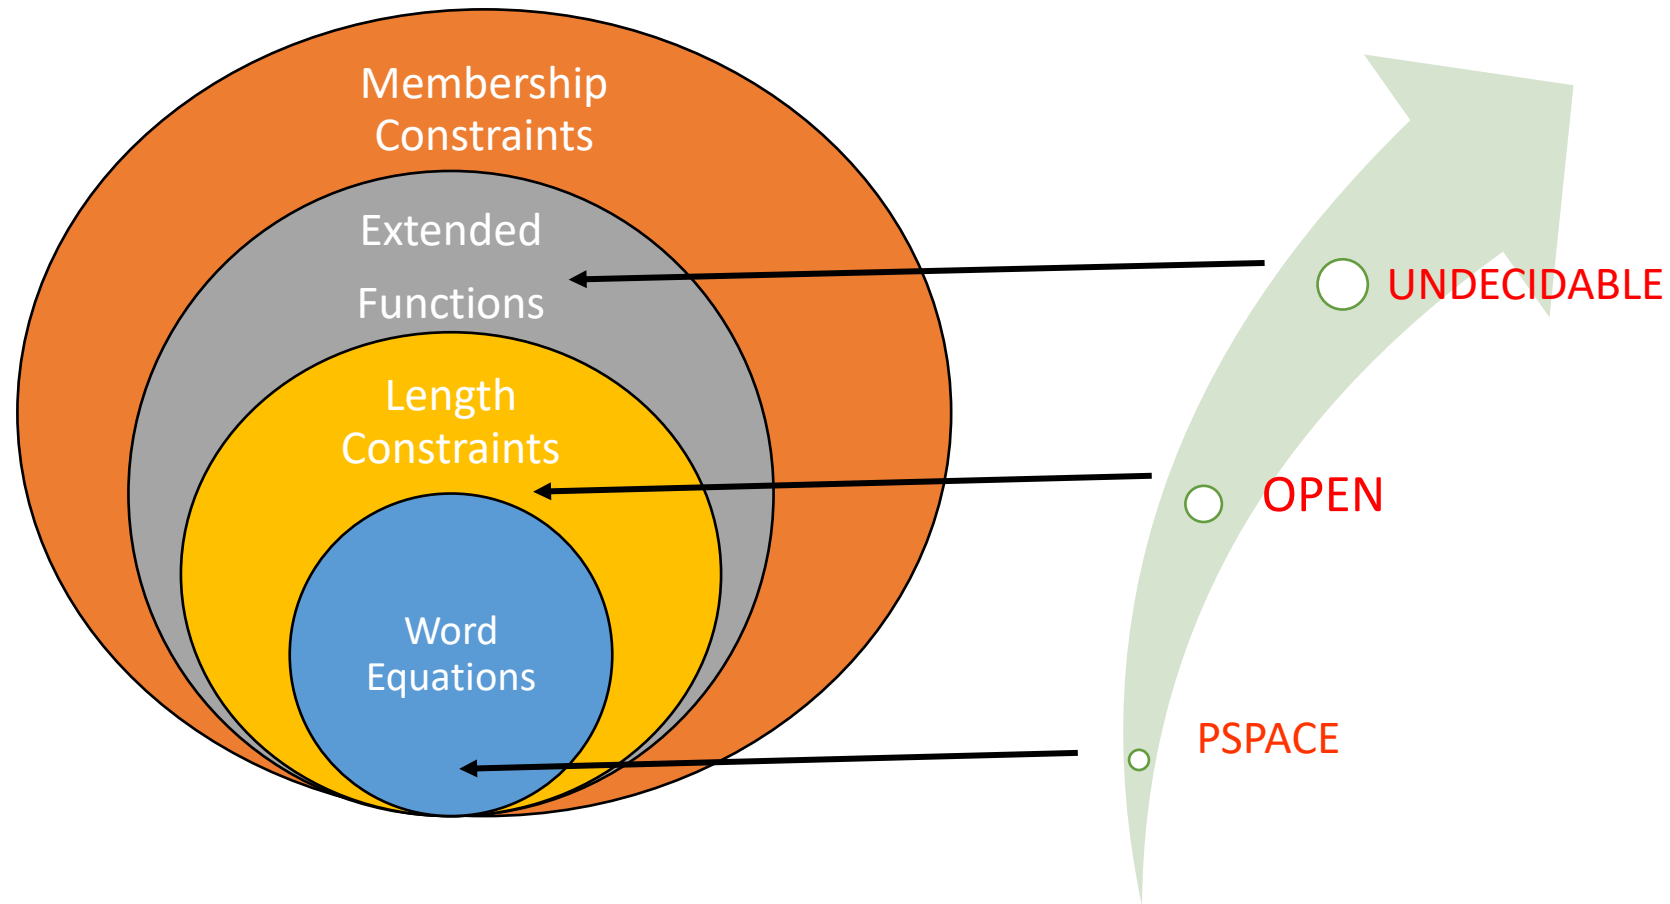 Membership
Constraints
Extended
Functions
Length
Constraints
Word
Equations
UNDECIDABLE
OPEN
PSPACE